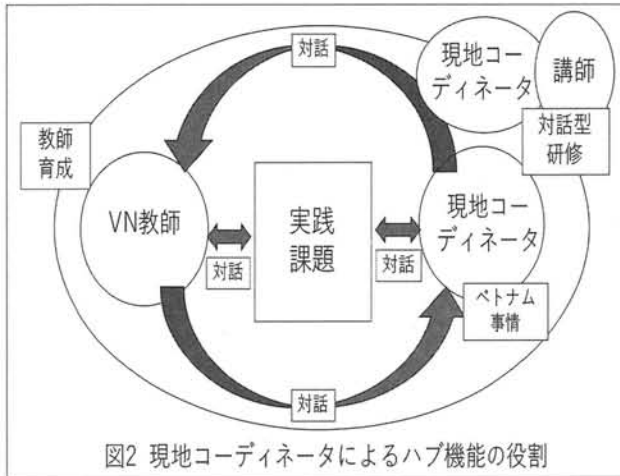 対話
現地コー
ディネータ
講師
対話型
研修
教師
育成
VN教師
実践
課題
現地コー
ディネータ
対話
対話
ベトナム
事情
対話
図2 現地コーディネータによるハブ機能の役割